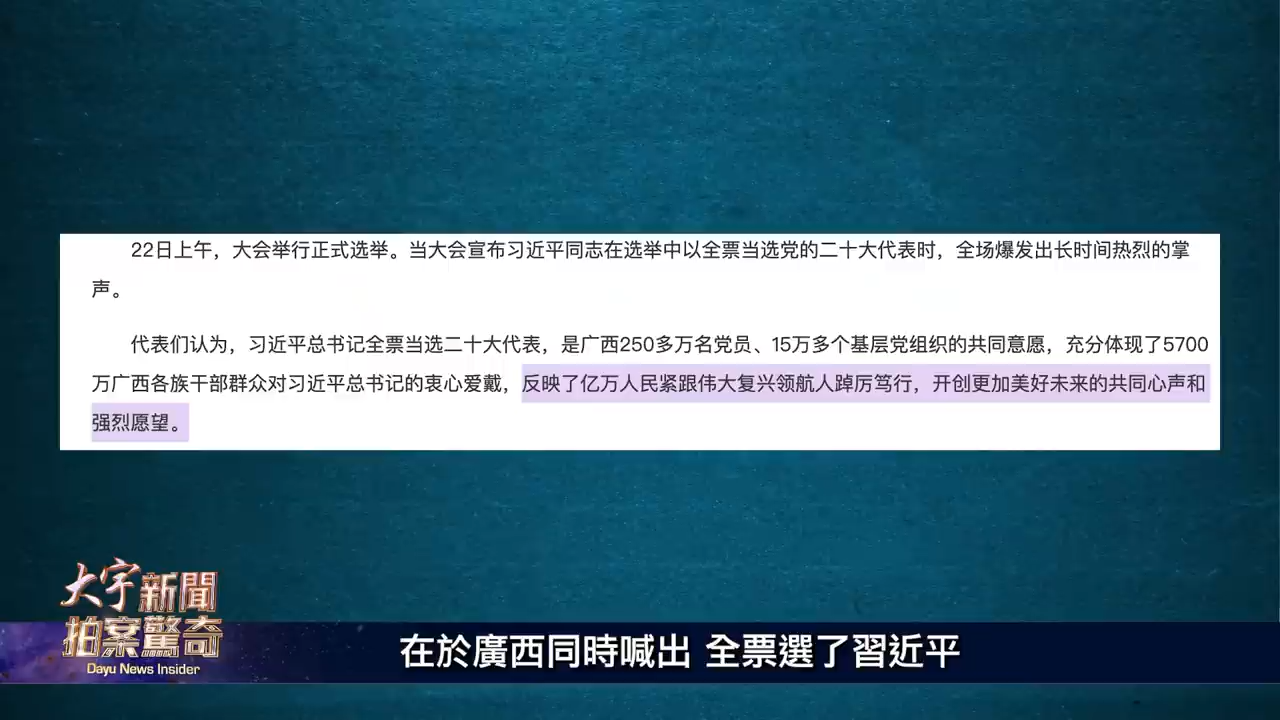 22日上午，大会举行正式选举。当大会宣布习近平同志在选举中以全票当选党的二十大代表时，全场爆发出长时间热烈的掌
声。
代表们认为，习近平总书记全票当选二十大代表，是广西250多万名党员、15万多个基层党组织的共同意愿，充分体现了5700
万广西各族干部群众对习近平总书记的衷心爱戴，反映了亿万人民紧跟伟大复兴领航人踔厉笃行，开创更加美好未来的共同心声和
强烈愿望。
大宇新聞
拍案驚奇
Dayu News Insider
在於廣西同時喊出 全票選了習近平